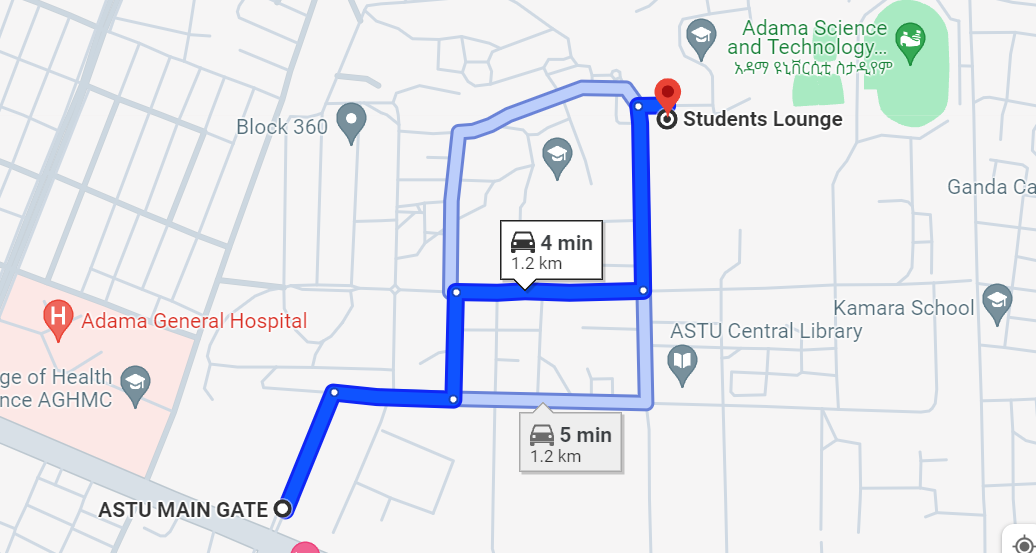 Adama Science
and Technology...
አዳማ ዩኒቨርሲቲ ስታዲየም
Block 360
Students Lounge
Ganda Ca
4 min
1.2 km
Kamara School
H
Adama General Hospital
ASTU Central Library
ge of Health
nce AGHMC
5 min
1.2 km
ASTU MAIN GATE